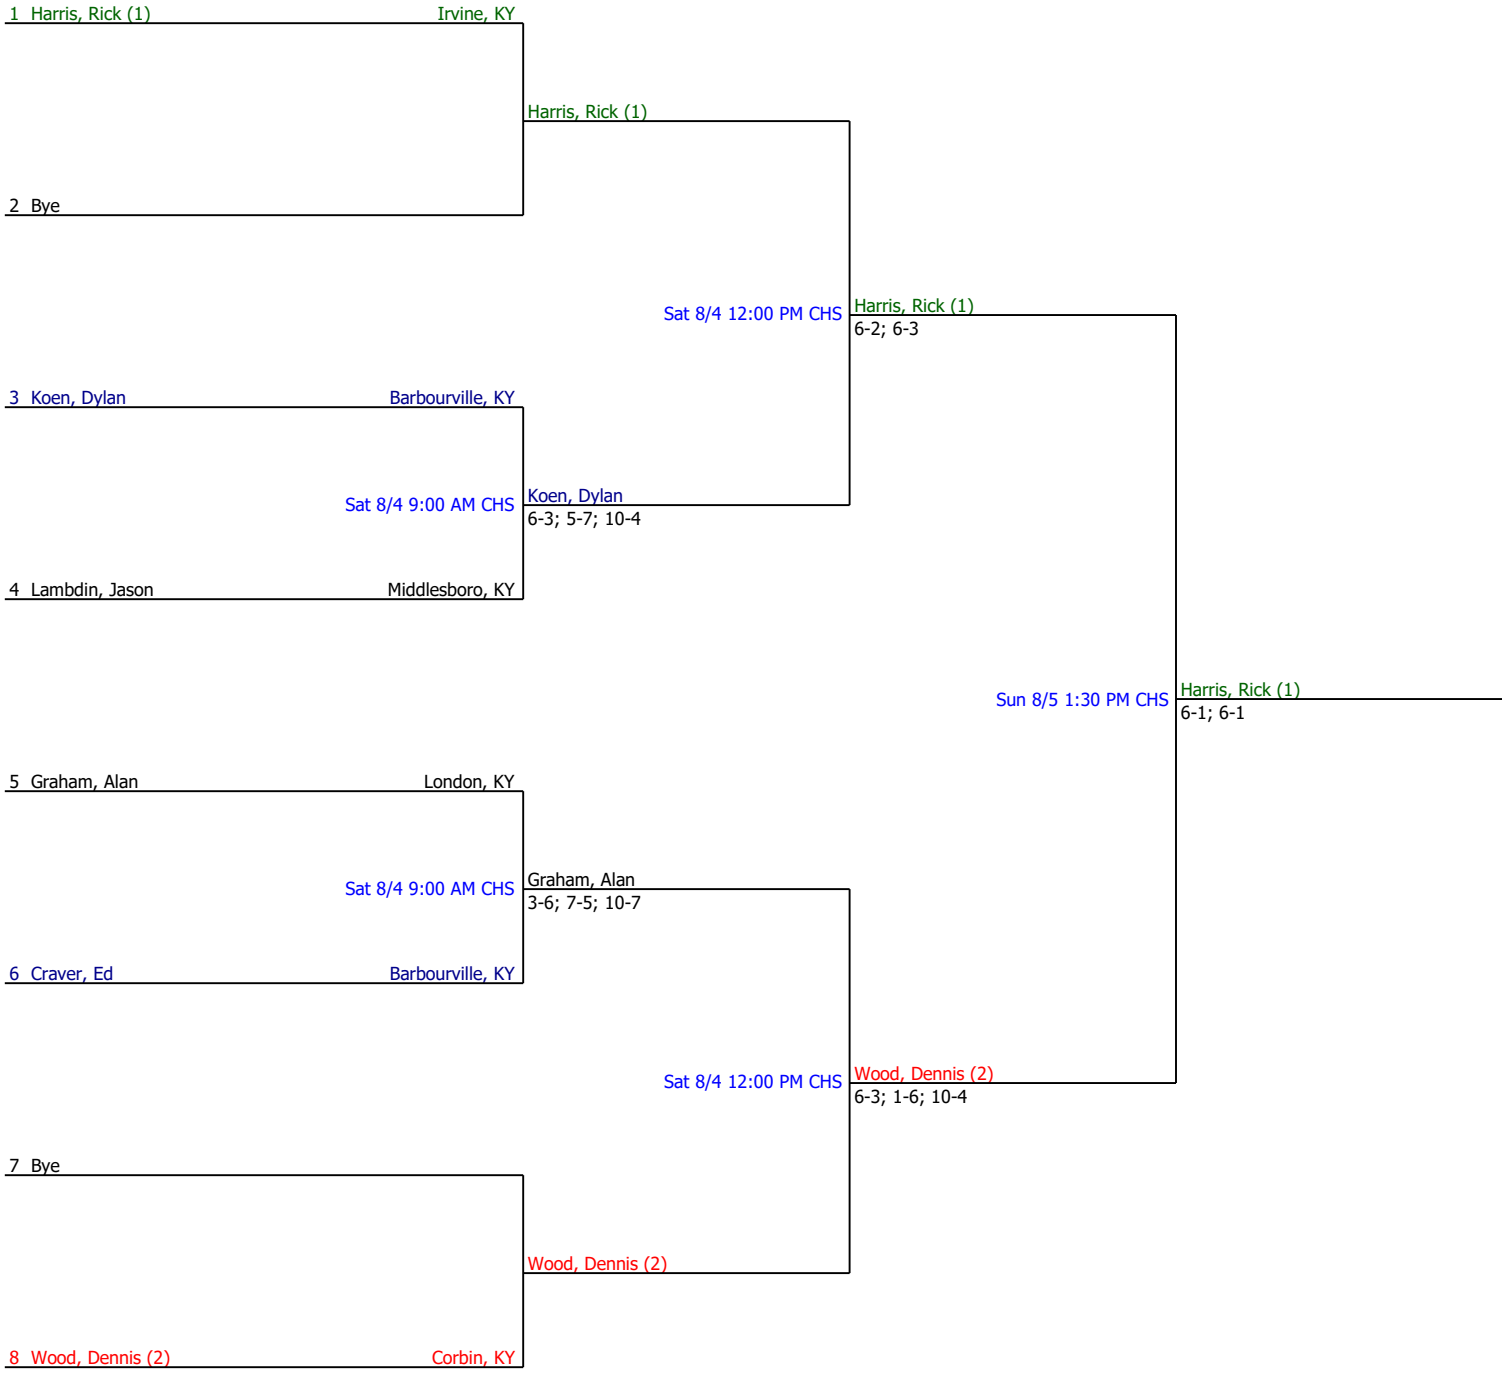 1 Harris, Rick (1) Irvine, KY
Harris, Rick (1)
2 Bye
Sat 8/4 12:00 PM CHS
Harris, Rick (1)
6-2; 6-3
3 Koen, Dylan Barbourville, KY
Sat 8/4 9:00 AM CHS
Koen, Dylan
6-3; 5-7; 10-4
4 Lambdin, Jason Middlesboro, KY
Sun 8/5 1:30 PM CHS
Harris, Rick (1)
6-1; 6-1
5 Graham, Alan London, KY
Sat 8/4 9:00 AM CHS
Graham, Alan
3-6; 7-5; 10-7
6 Craver, Ed Barbourville, KY
Sat 8/4 12:00 PM CHS
Wood, Dennis (2)
6-3; 1-6; 10-4
7 Bye
Wood, Dennis (2)
8 Wood, Dennis (2) Corbin, KY